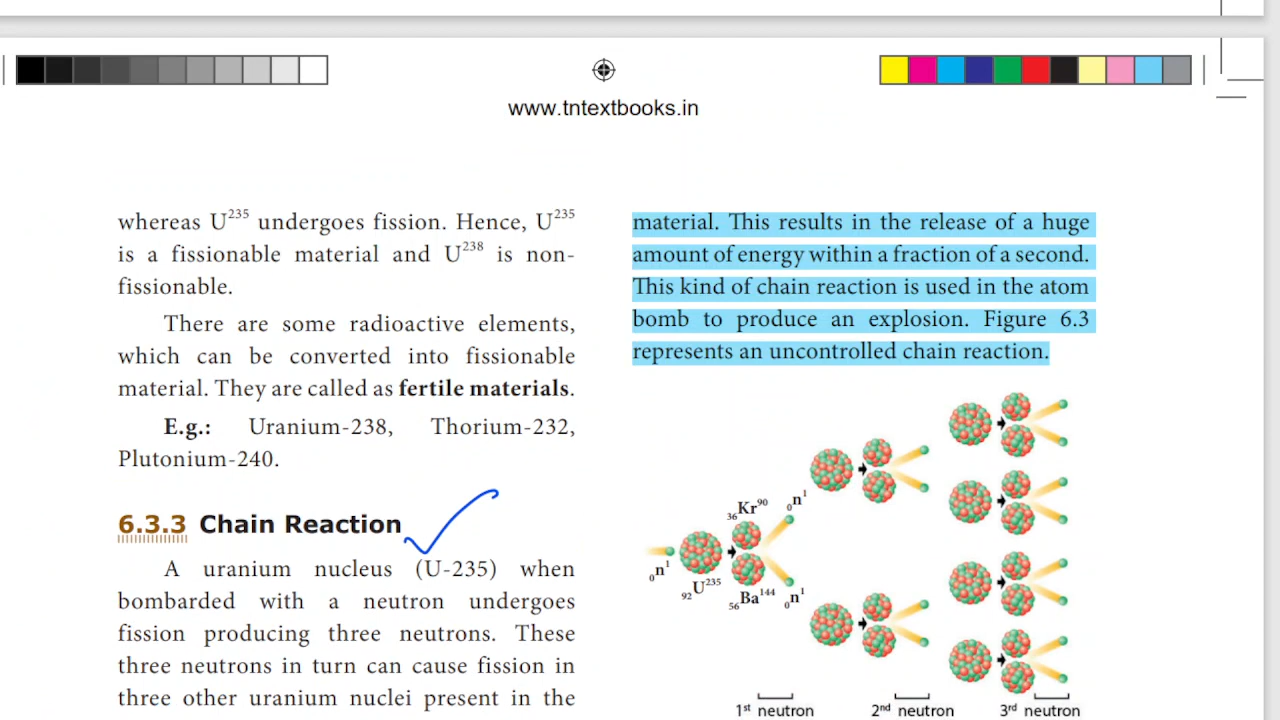 www.tntextbooks.in
whereas U²³⁵ undergoes fission. Hence, U²³⁵
is a fissionable material and U²³⁸ is non-
fissionable.
There are some radioactive elements,
which can be converted into fissionable
material. They are called as fertile materials.
E.g.: Uranium-238, Thorium-232,
Plutonium-240.
6.3.3 Chain Reaction
A uranium nucleus (U-235) when
bombarded with a neutron undergoes
fission producing three neutrons. These
three neutrons in turn can cause fission in
three other uranium nuclei present in the
material. This results in the release of a huge
amount of energy within a fraction of a second.
This kind of chain reaction is used in the atom
bomb to produce an explosion. Figure 6.3
represents an uncontrolled chain reaction.
₃₆Kr⁹⁰ ₀n¹
₀n¹
₉₂U²³⁵
₅₆Ba¹⁴⁴ ₀n¹
1st neutron 2nd neutron 3rd neutron